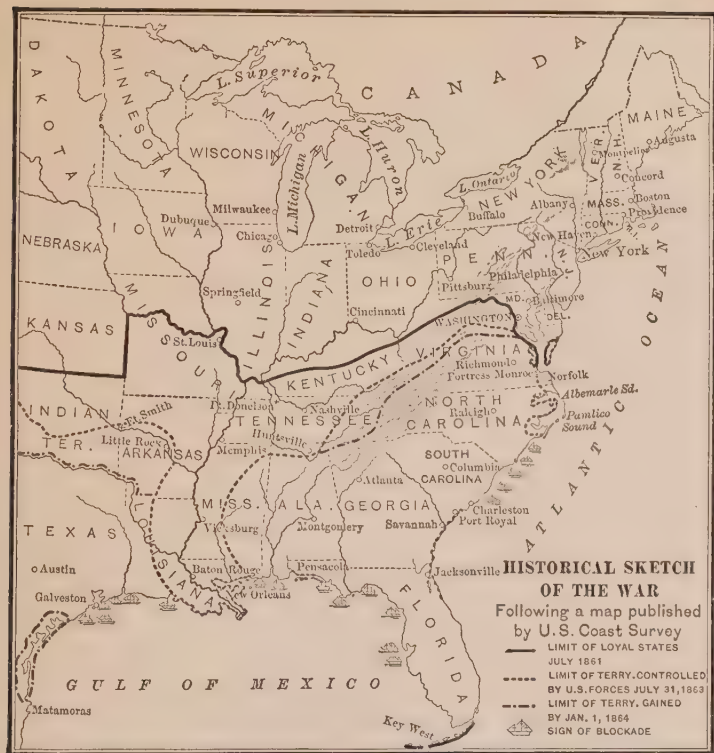 CANADA
DAKOTA
MINNESOTA
L. Superior
MICHIGAN
MAINE
WISCONSIN
L. Huron
L. Michigan
VER.
N.H.
Montpelier
Augusta
Concord
L. Ontario
NEW YORK
Milwaukee
Buffalo
Albany
MASS.
Boston
Dubuque
IOWA
Detroit
L. Erie
CONN.
Providence
NEBRASKA
Chicago
Toledo
Cleveland
New Haven
New York
PENN.
N.J.
ILLINOIS
INDIANA
OHIO
Philadelphia
Pittsburg
Springfield
MD.
Baltimore
KANSAS
MISSOURI
Cincinnati
WASHINGTON
DEL.
St. Louis
KENTUCKY
VIRGINIA
Richmond
Fortress Monroe
Norfolk
INDIAN
TER.
Ft. Smith
Ft. Donelson
Nashville
NORTH
CAROLINA
Raleigh
Albemarle Sd.
Pamlico
Sound
TENNESSEE
Little Rock
ARKANSAS
Memphis
Huntsville
SOUTH
CAROLINA
Columbia
Atlanta
MISS.
ALA.
GEORGIA
Charleston
Port Royal
TEXAS
LOUISIANA
Vicksburg
Montgomery
Savannah
Austin
Baton Rouge
Pensacola
Jacksonville
Galveston
New Orleans
FLORIDA
ATLANTIC OCEAN
GULF OF MEXICO
Matamoras
Key West
HISTORICAL SKETCH
OF THE WAR
Following a map published
by U.S. Coast Survey
LIMIT OF LOYAL STATES
JULY 1861
LIMIT OF TERRY. CONTROLLED
BY U.S. FORCES JULY 31, 1863
LIMIT OF TERRY. GAINED
BY JAN. 1, 1864
SIGN OF BLOCKADE